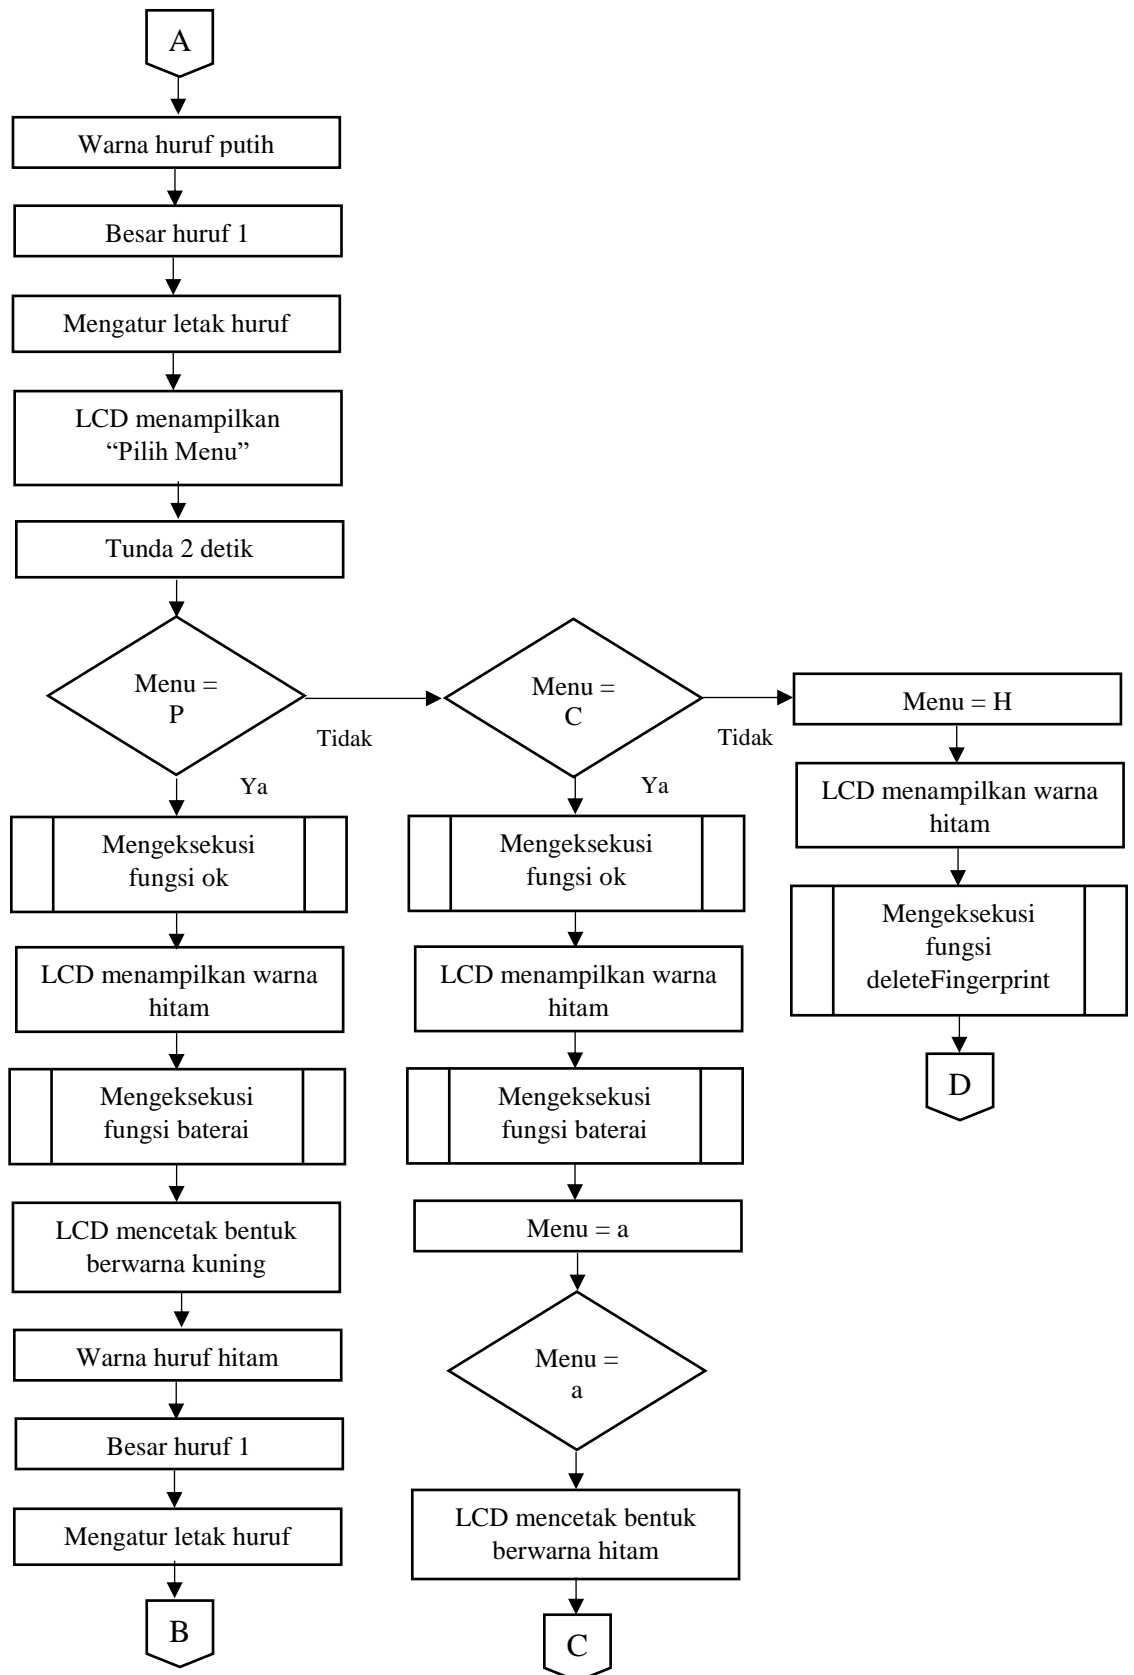 A
Warna huruf putih
Besar huruf 1
Mengatur letak huruf
LCD menampilkan
“Pilih Menu”
Tunda 2 detik
Menu =
P
Tidak
Ya
Mengeksekusi
fungsi ok
LCD menampilkan warna
hitam
Mengeksekusi
fungsi baterai
LCD mencetak bentuk
berwarna kuning
Warna huruf hitam
Besar huruf 1
Mengatur letak huruf
B
Menu =
C
Tidak
Ya
Mengeksekusi
fungsi ok
LCD menampilkan warna
hitam
Mengeksekusi
fungsi baterai
Menu = a
Menu =
a
LCD mencetak bentuk
berwarna hitam
C
Menu = H
LCD menampilkan warna
hitam
Mengeksekusi
fungsi
deleteFingerprint
D